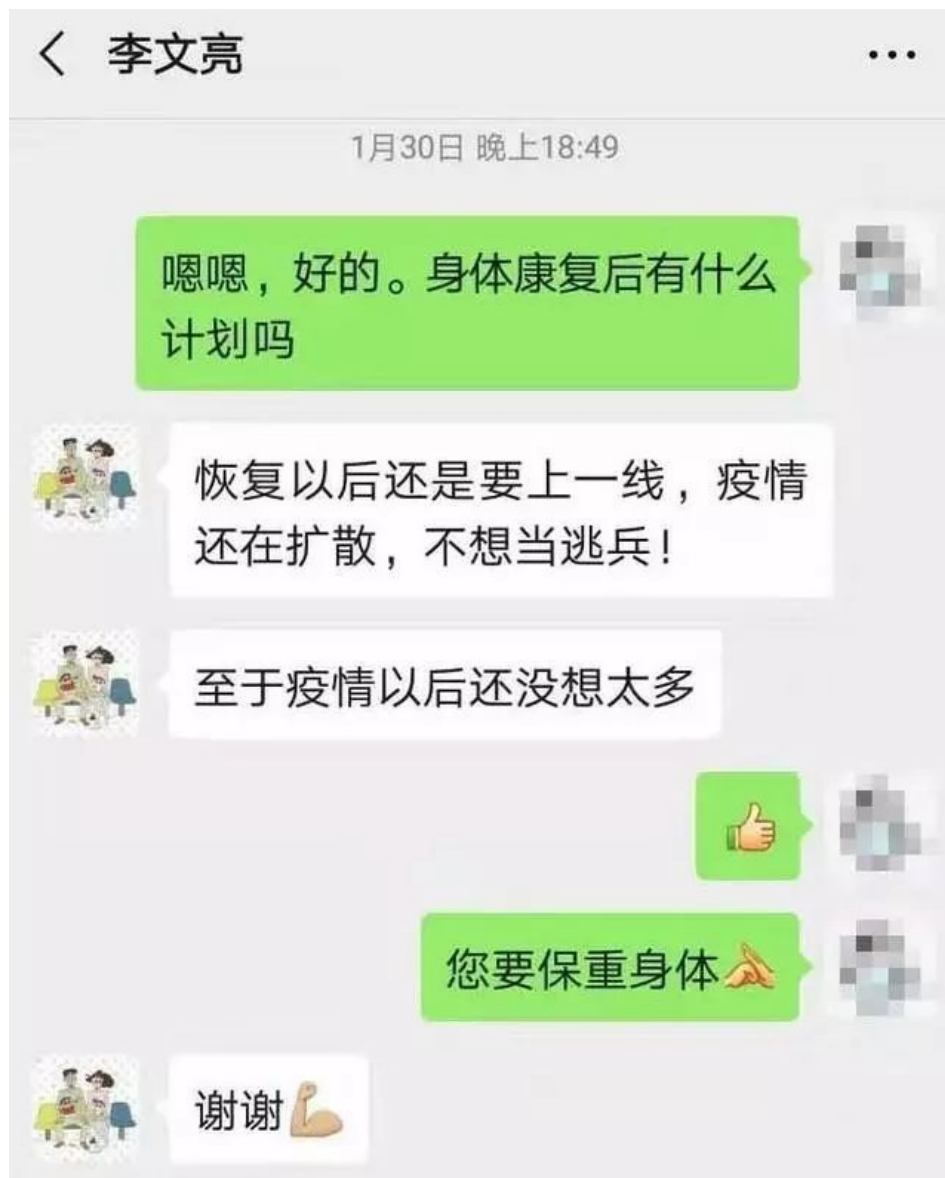 李文亮
1月30日 晚上18:49
嗯嗯，好的。身体康复后有什么
计划吗
恢复以后还是要上一线，疫情
还在扩散，不想当逃兵！
至于疫情以后还没想太多
👍
您要保重身体🙏
谢谢💪